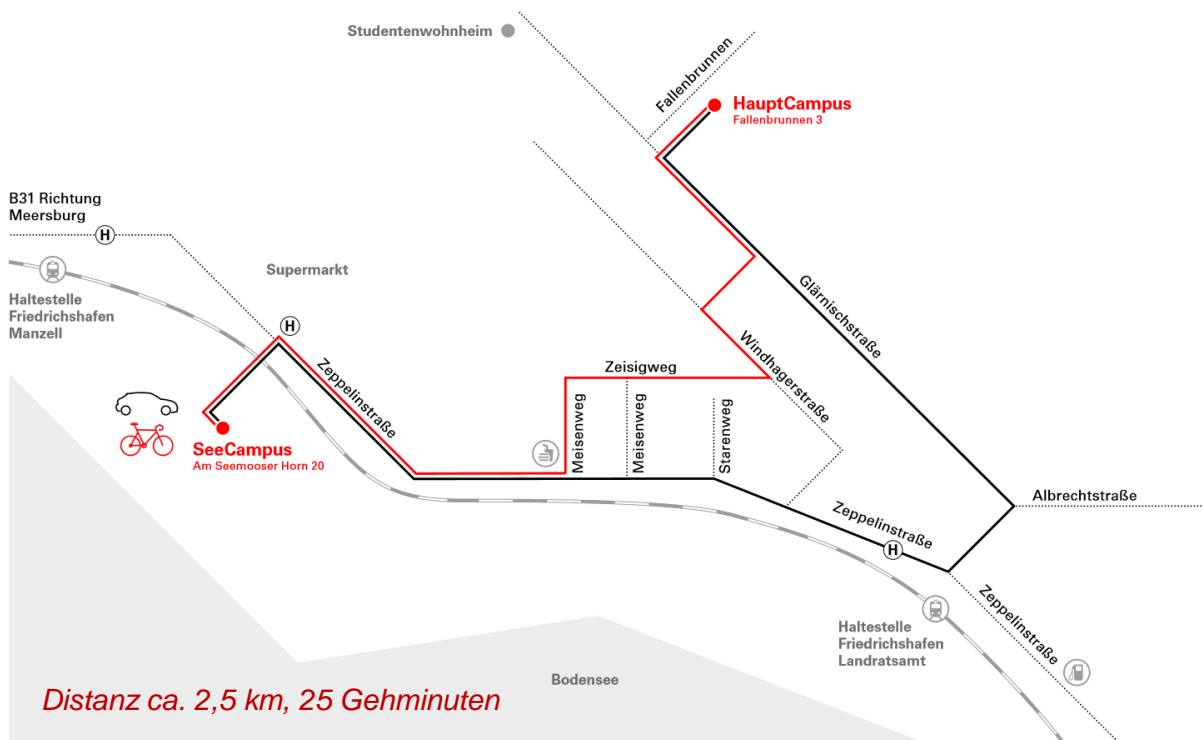 Studentenwohnheim
Fallenbrunnen
HauptCampus
Fallenbrunnen 3
B31 Richtung
Meersburg
H
Supermarkt
Haltestelle
Friedrichshafen
Manzell
H
Glärnischstraße
Zeppelinstraße
Zeisigweg
Windhagerstraße
Mieisenweg
Meisenweg
Starenweg
SeeCampus
Am Seemooser Horn 20
Albrechtstraße
Zeppelinstraße
H
Zeppelinstraße
Haltestelle
Friedrichshafen
Landratsamt
Bodensee
Distanz ca. 2,5 km, 25 Gehminuten